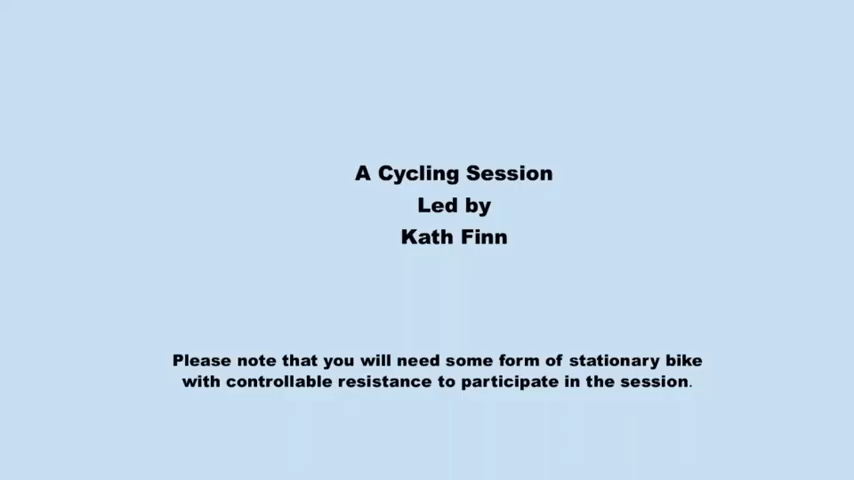 A Cycling Session
Led by
Kath Finn
Please note that you will need some form of stationary bike
with controllable resistance to participate in the session.